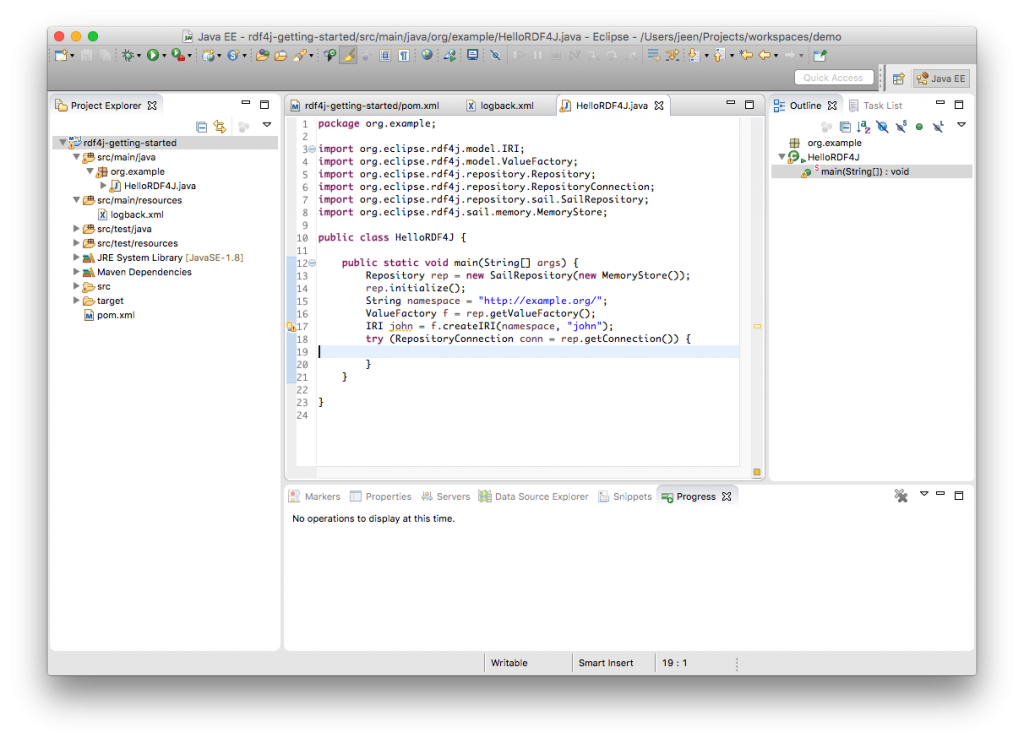 Java EE - rdf4j-getting-started/src/main/java/org/example/HelloRDF4J.java - Eclipse - /Users/jeen/Projects/workspaces/demo
Quick Access
Java EE
Project Explorer
rdf4j-getting-started
src/main/java
org.example
HelloRDF4J.java
src/main/resources
logback.xml
src/test/java
src/test/resources
JRE System Library [JavaSE-1.8]
Maven Dependencies
src
target
pom.xml
rdf4j-getting-started/pom.xml logback.xml HelloRDF4J.java
1 package org.example;
2
3 import org.eclipse.rdf4j.model.IRI;
4 import org.eclipse.rdf4j.model.ValueFactory;
5 import org.eclipse.rdf4j.repository.Repository;
6 import org.eclipse.rdf4j.repository.RepositoryConnection;
7 import org.eclipse.rdf4j.repository.sail.SailRepository;
8 import org.eclipse.rdf4j.sail.memory.MemoryStore;
9
10 public class HelloRDF4J {
11
12 public static void main(String[] args) {
13 Repository rep = new SailRepository(new MemoryStore());
14 rep.initialize();
15 String namespace = "http://example.org/";
16 ValueFactory f = rep.getValueFactory();
17 IRI john = f.createIRI(namespace, "john");
18 try (RepositoryConnection conn = rep.getConnection()) {
19
20 }
21 }
22
23 }
24
Outline Task List
org.example
HelloRDF4J
main(String[]) : void
Markers Properties Servers Data Source Explorer Snippets Progress
No operations to display at this time.
Writable Smart Insert 19 : 1